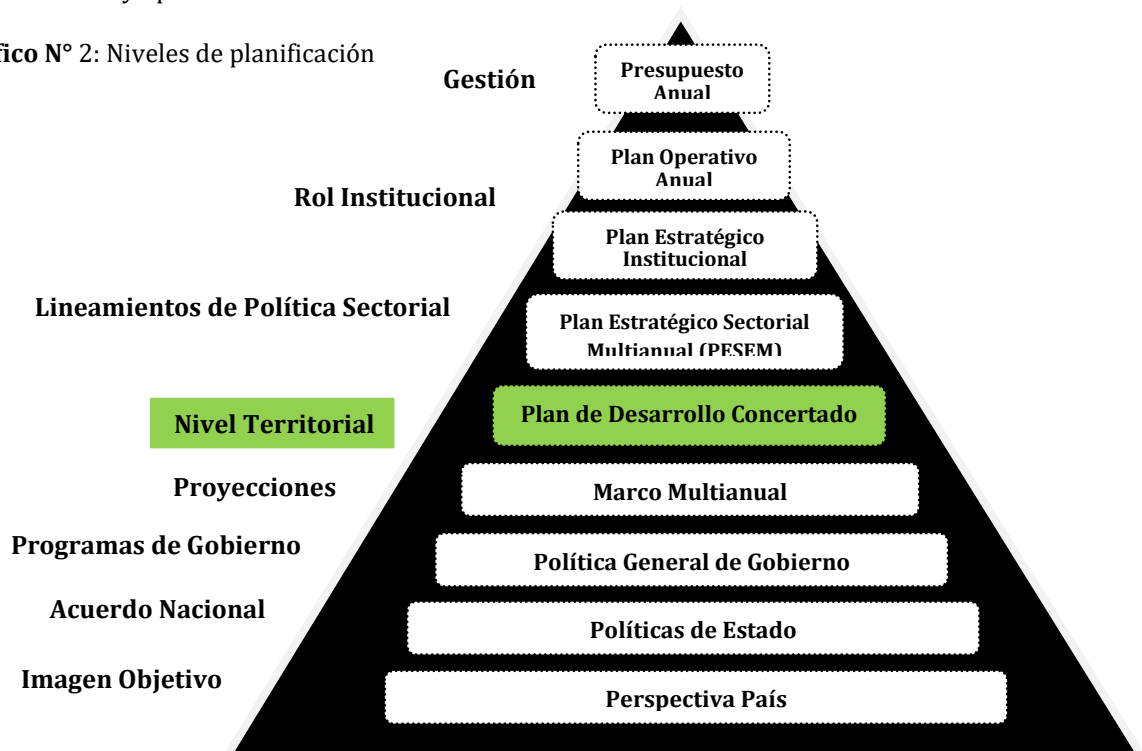 fico N° 2: Niveles de planificación
Gestión
Presupuesto
Anual
Plan Operativo
Anual
Rol Institucional
Plan Estratégico
Institucional
Lineamientos de Política Sectorial
Plan Estratégico Sectorial
Multianual (PESEM)
Nivel Territorial
Plan de Desarrollo Concertado
Proyecciones
Marco Multianual
Programas de Gobierno
Política General de Gobierno
Acuerdo Nacional
Políticas de Estado
Imagen Objetivo
Perspectiva País